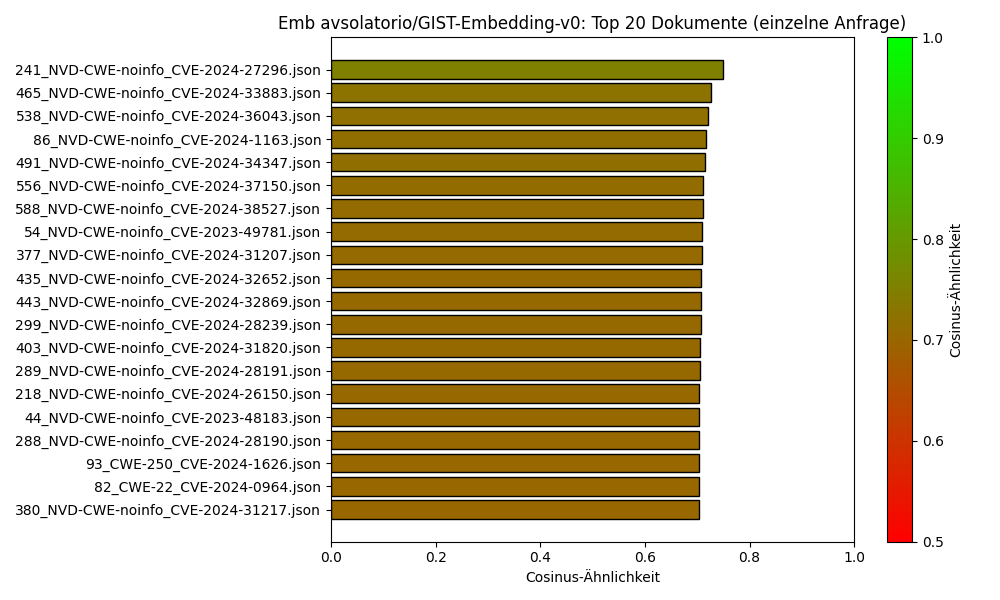 Emb avsolatorio/GIST-Embedding-v0: Top 20 Dokumente (einzelne Anfrage)
241_NVD-CWE-noinfo_CVE-2024-27296.json
465_NVD-CWE-noinfo_CVE-2024-33883.json
538_NVD-CWE-noinfo_CVE-2024-36043.json
86_NVD-CWE-noinfo_CVE-2024-1163.json
491_NVD-CWE-noinfo_CVE-2024-34347.json
556_NVD-CWE-noinfo_CVE-2024-37150.json
588_NVD-CWE-noinfo_CVE-2024-38527.json
54_NVD-CWE-noinfo_CVE-2023-49781.json
377_NVD-CWE-noinfo_CVE-2024-31207.json
435_NVD-CWE-noinfo_CVE-2024-32652.json
443_NVD-CWE-noinfo_CVE-2024-32869.json
299_NVD-CWE-noinfo_CVE-2024-28239.json
403_NVD-CWE-noinfo_CVE-2024-31820.json
289_NVD-CWE-noinfo_CVE-2024-28191.json
218_NVD-CWE-noinfo_CVE-2024-26150.json
44_NVD-CWE-noinfo_CVE-2023-48183.json
288_NVD-CWE-noinfo_CVE-2024-28190.json
93_CWE-250_CVE-2024-1626.json
82_CWE-22_CVE-2024-0964.json
380_NVD-CWE-noinfo_CVE-2024-31217.json
0.0 0.2 0.4 0.6 0.8 1.0
Cosinus-Ähnlichkeit
1.0
0.9
0.8
0.7
0.6
0.5
Cosinus-Ähnlichkeit